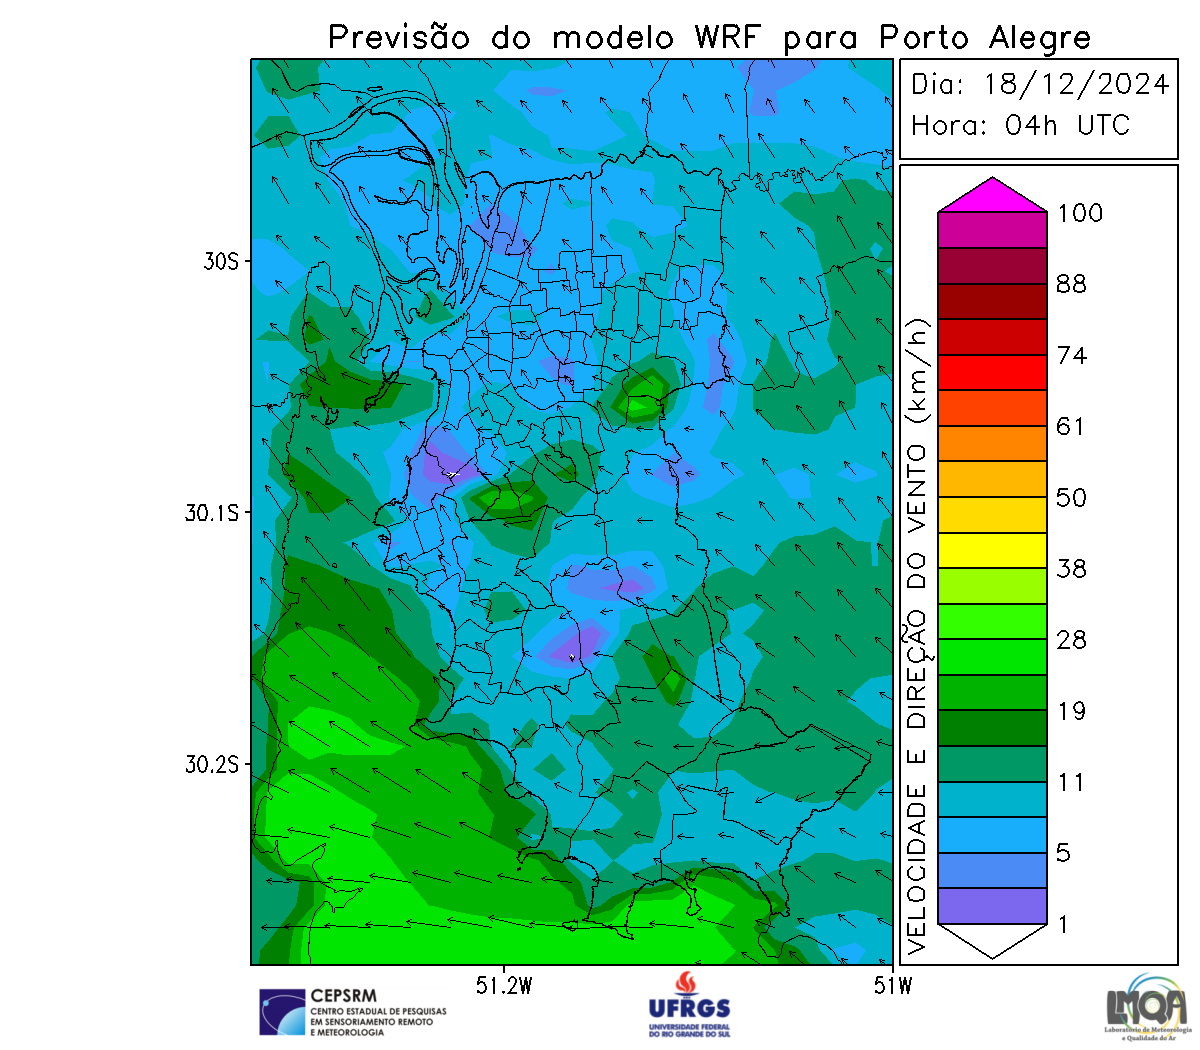 Previsão do modelo WRF para Porto Alegre
Dia: 18/12/2024
Hora: 04h UTC
30S
30.1S
30.2S
51.2W
51W
VELOCIDADE E DIREÇÃO DO VENTO (km/h)
100
88
74
61
50
38
28
19
11
5
1
CEPSRM
CENTRO ESTADUAL DE PESQUISAS
EM SENSORIAMENTO REMOTO
E METEOROLOGIA
UFRGS
UNIVERSIDADE FEDERAL
DO RIO GRANDE DO SUL
LMQA
Laboratório de Meteorologia
e Qualidade do Ar